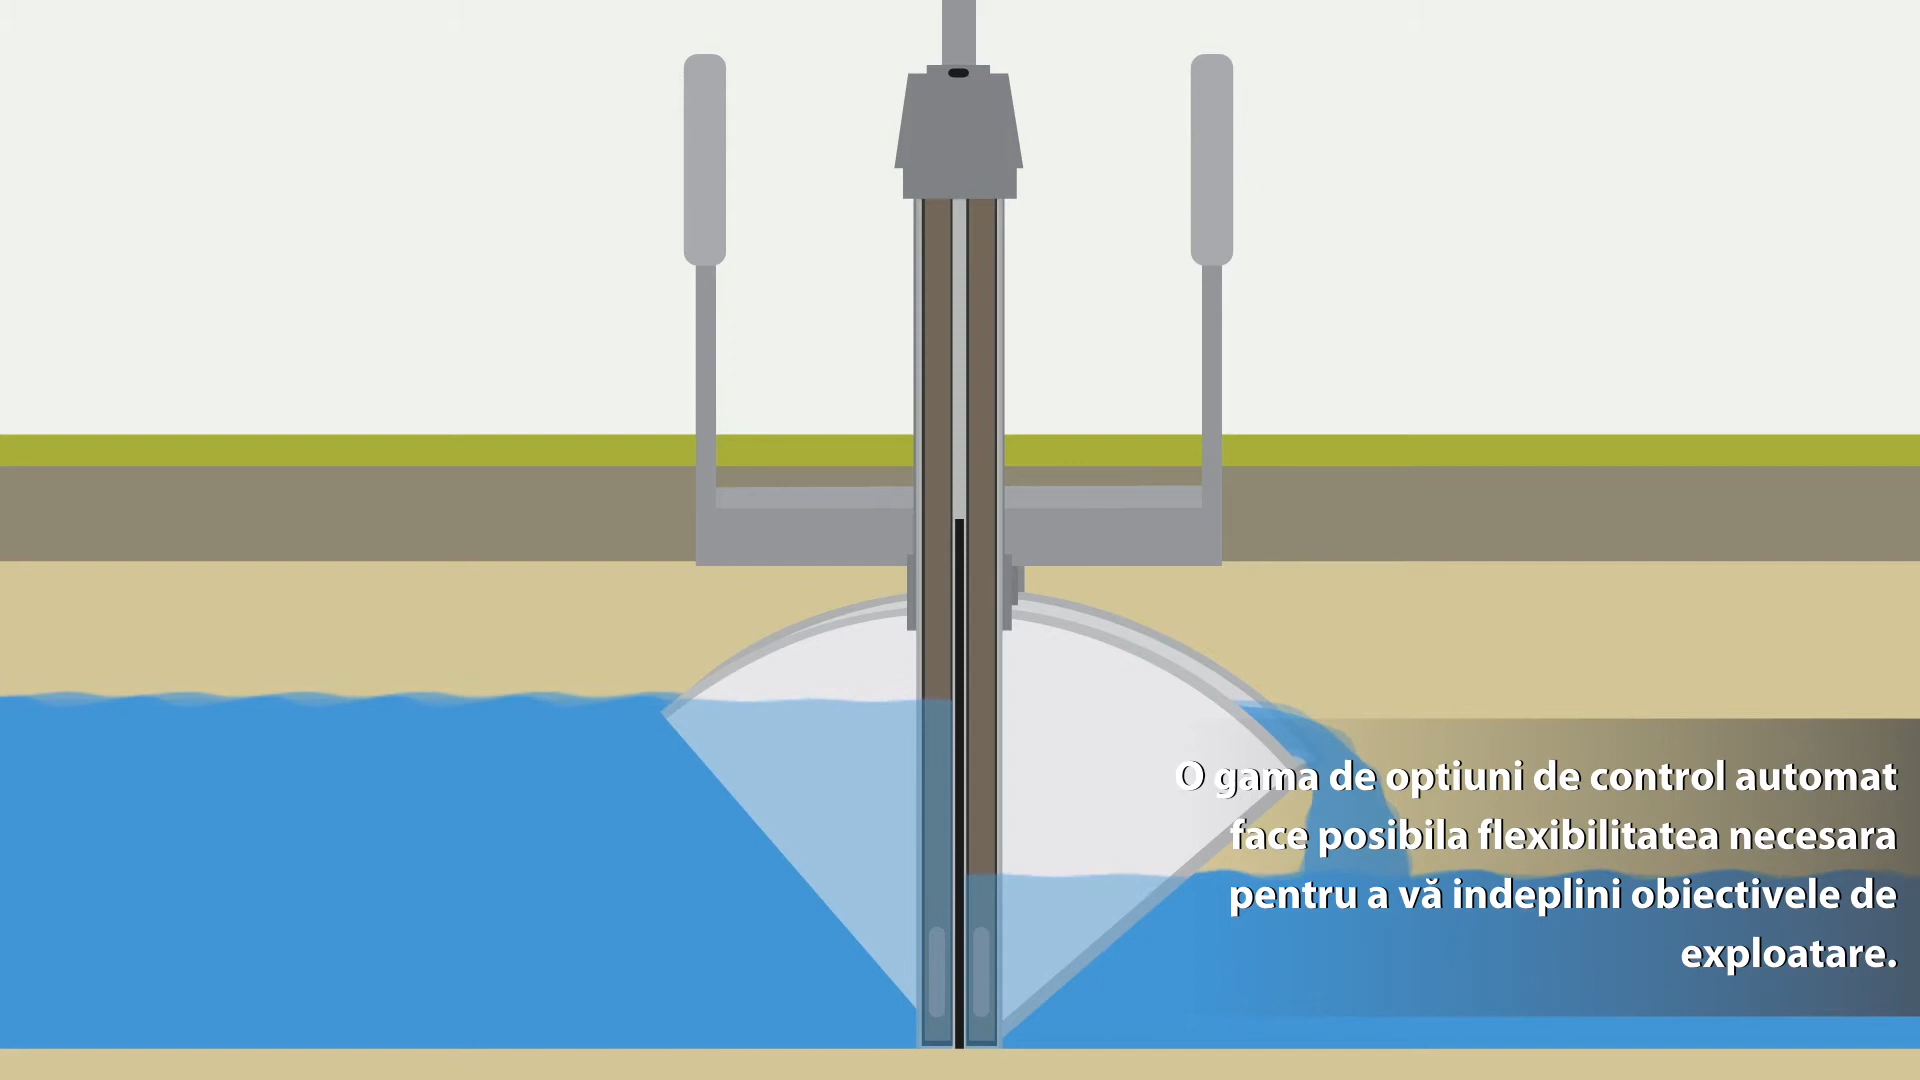 O gama de optiuni de control automat
face posibila flexibilitatea necesara
pentru a vă indeplini obiectivele de
exploatare.